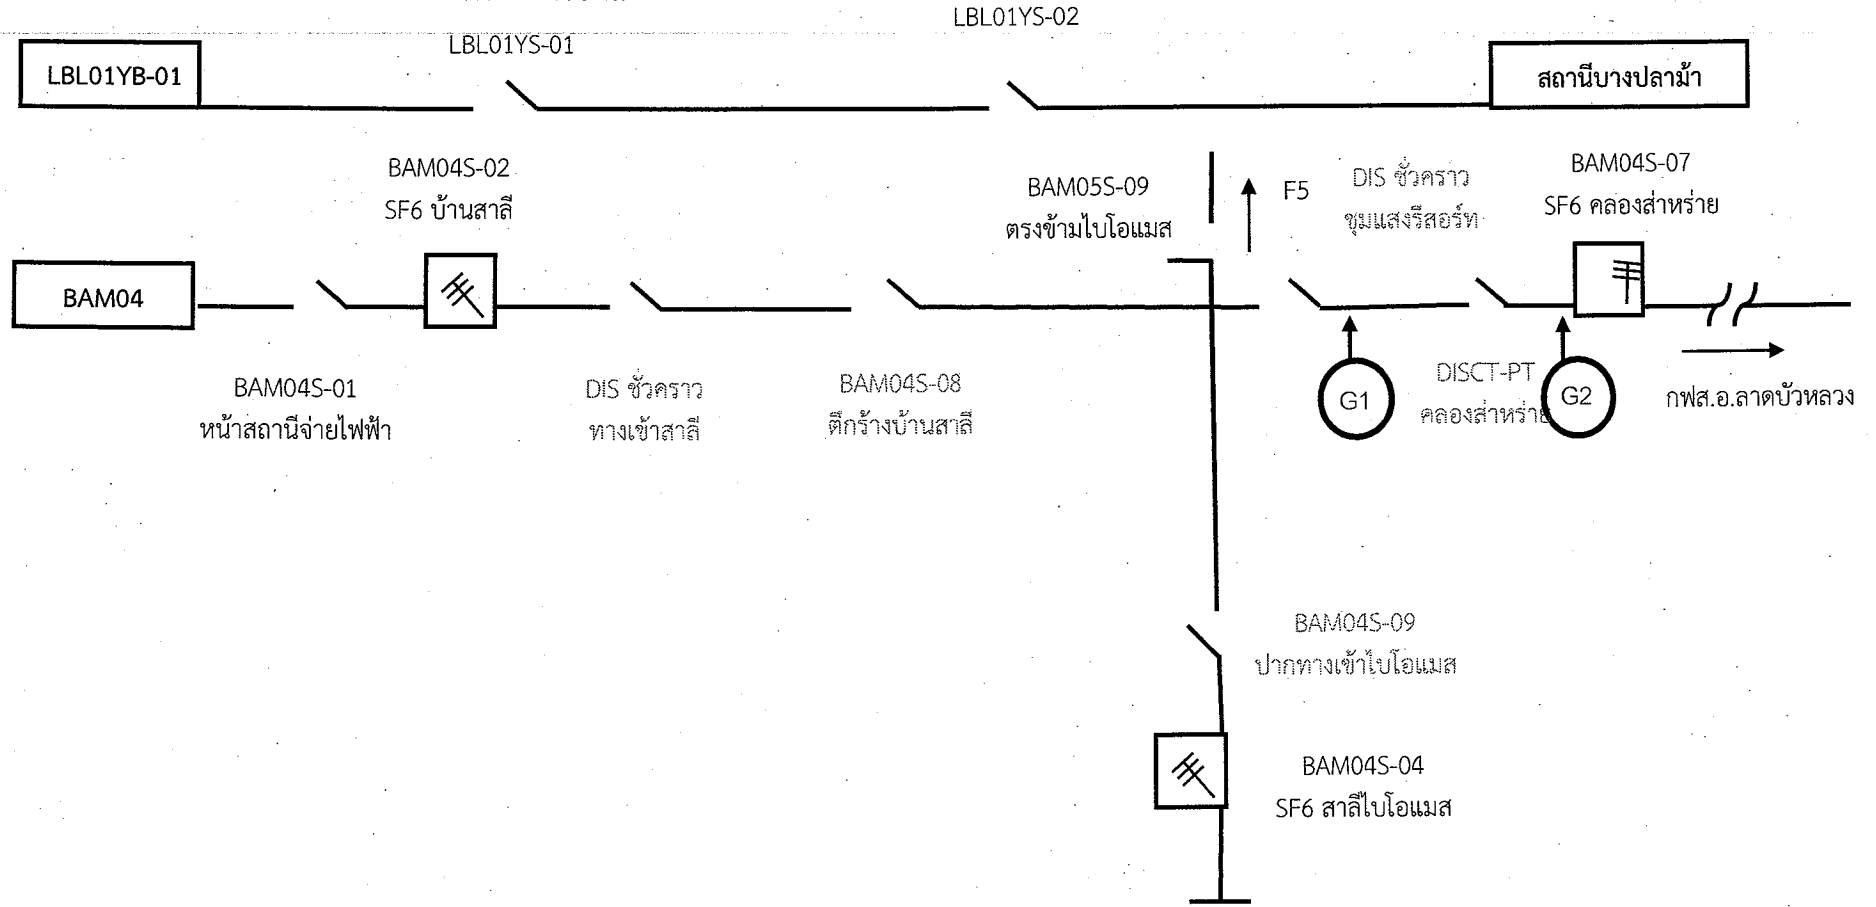 LBL01YS-02
LBL01YS-01
LBL01YB-01
สถานีบางปลาม้า
BAM04S-02
SF6 บ้านสาลี
BAM05S-09
ตรงข้ามไบโอแมส
F5
DIS ชั่วคราว
ชุมแสงรีสอร์ท
BAM04S-07
SF6 คลองส่าหร่าย
BAM04
BAM04S-01
หน้าสถานีจ่ายไฟฟ้า
DIS ชั่วคราว
ทางเข้าสาลี
BAM04S-08
ตึกร้างบ้านสาลี
G1
DISCT-PT
คลองส่าหร่าย
G2
กฟส.อ.ลาดบัวหลวง
BAM04S-09
ปากทางเข้าไบโอแมส
BAM04S-04
SF6 สาลีไบโอแมส